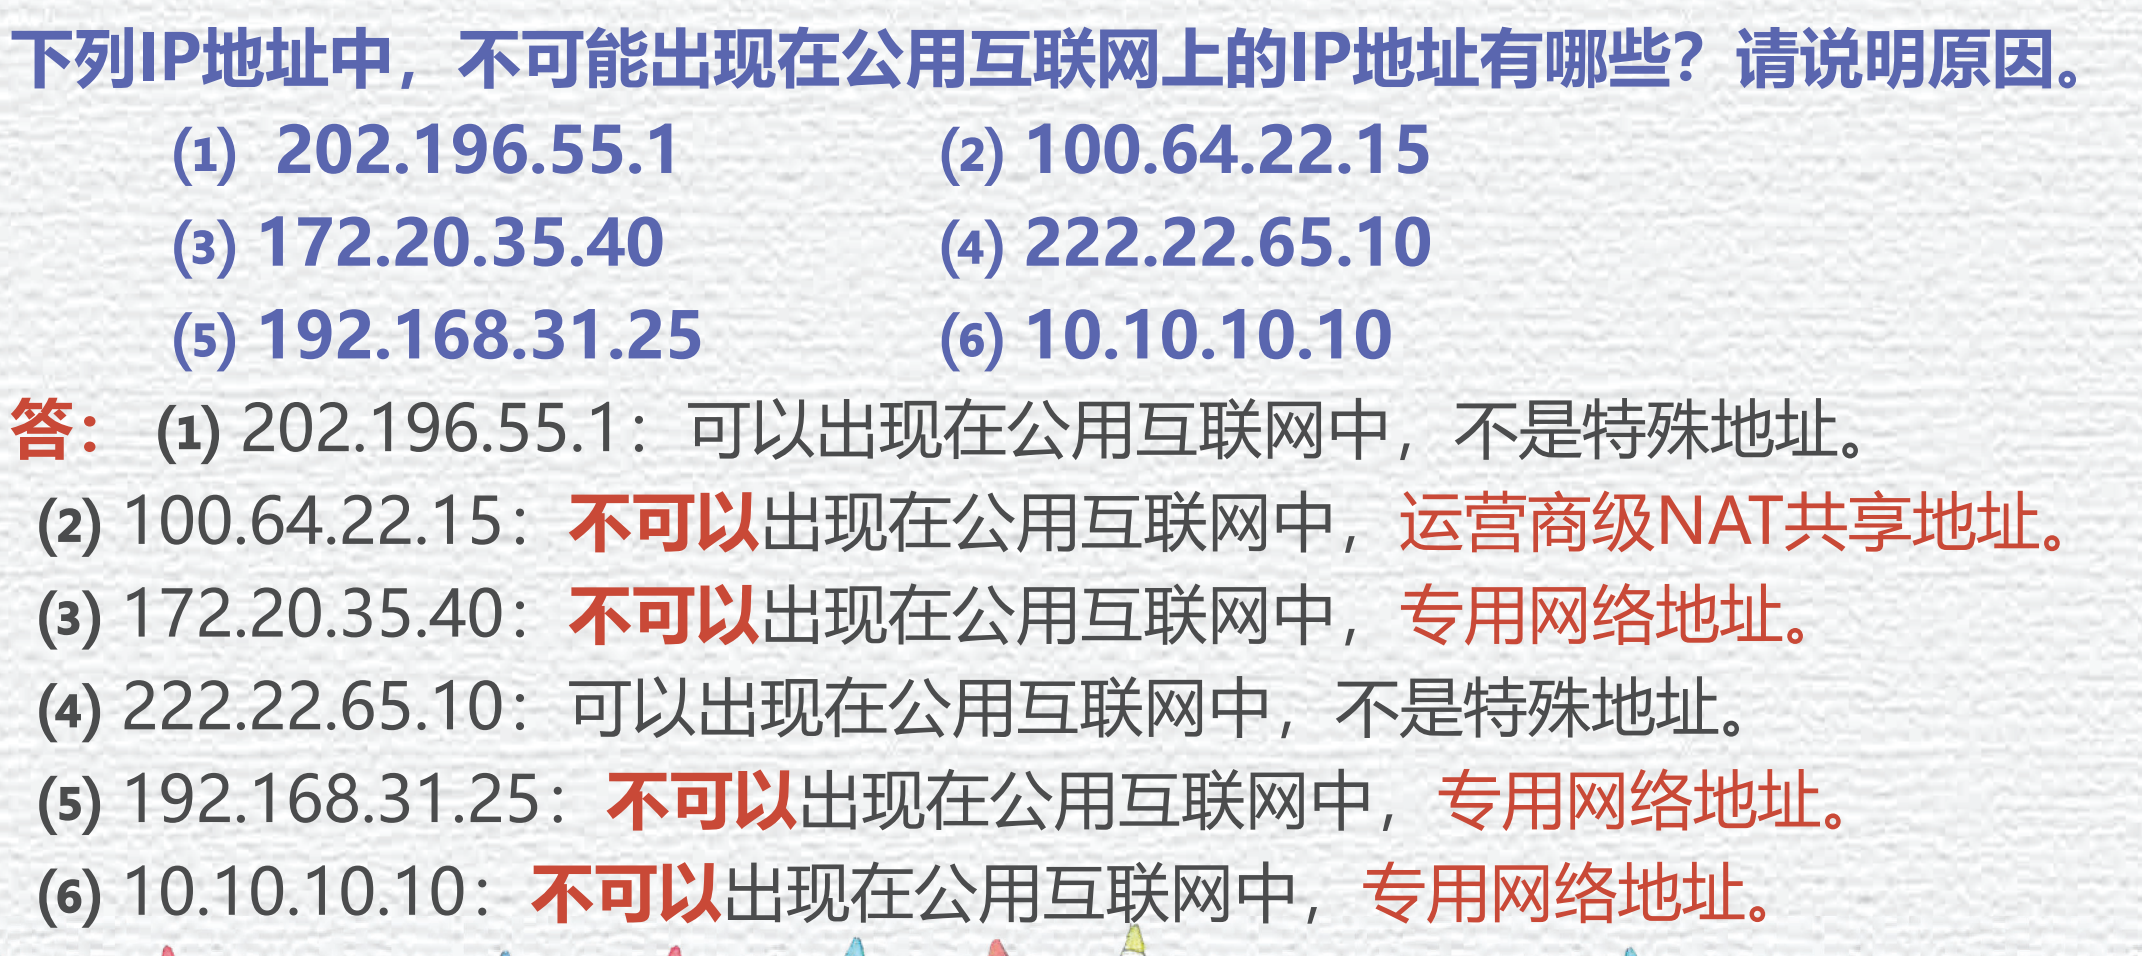 下列IP地址中，不可能出现在公用互联网上的IP地址有哪些？请说明原因。
(1) 202.196.55.1 (2) 100.64.22.15
(3) 172.20.35.40 (4) 222.22.65.10
(5) 192.168.31.25 (6) 10.10.10.10
答： (1) 202.196.55.1：可以出现在公用互联网中，不是特殊地址。
(2) 100.64.22.15：不可以出现在公用互联网中，运营商级NAT共享地址。
(3) 172.20.35.40：不可以出现在公用互联网中，专用网络地址。
(4) 222.22.65.10：可以出现在公用互联网中，不是特殊地址。
(5) 192.168.31.25：不可以出现在公用互联网中，专用网络地址。
(6) 10.10.10.10：不可以出现在公用互联网中，专用网络地址。